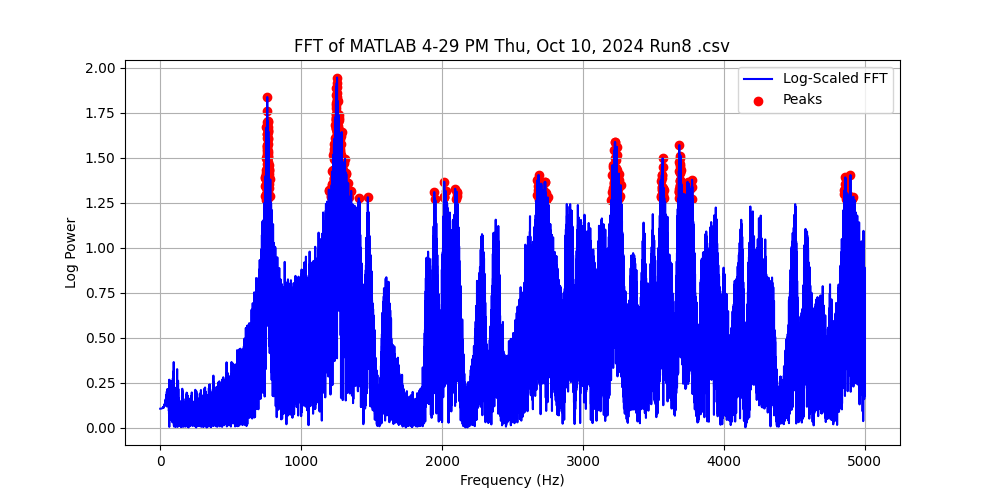 FFT of MATLAB 4-29 PM Thu, Oct 10, 2024 Run8 .csv
Log-Scaled FFT
Peaks
Log Power
2.00
1.75
1.50
1.25
1.00
0.75
0.50
0.25
0.00
0 1000 2000 3000 4000 5000
Frequency (Hz)